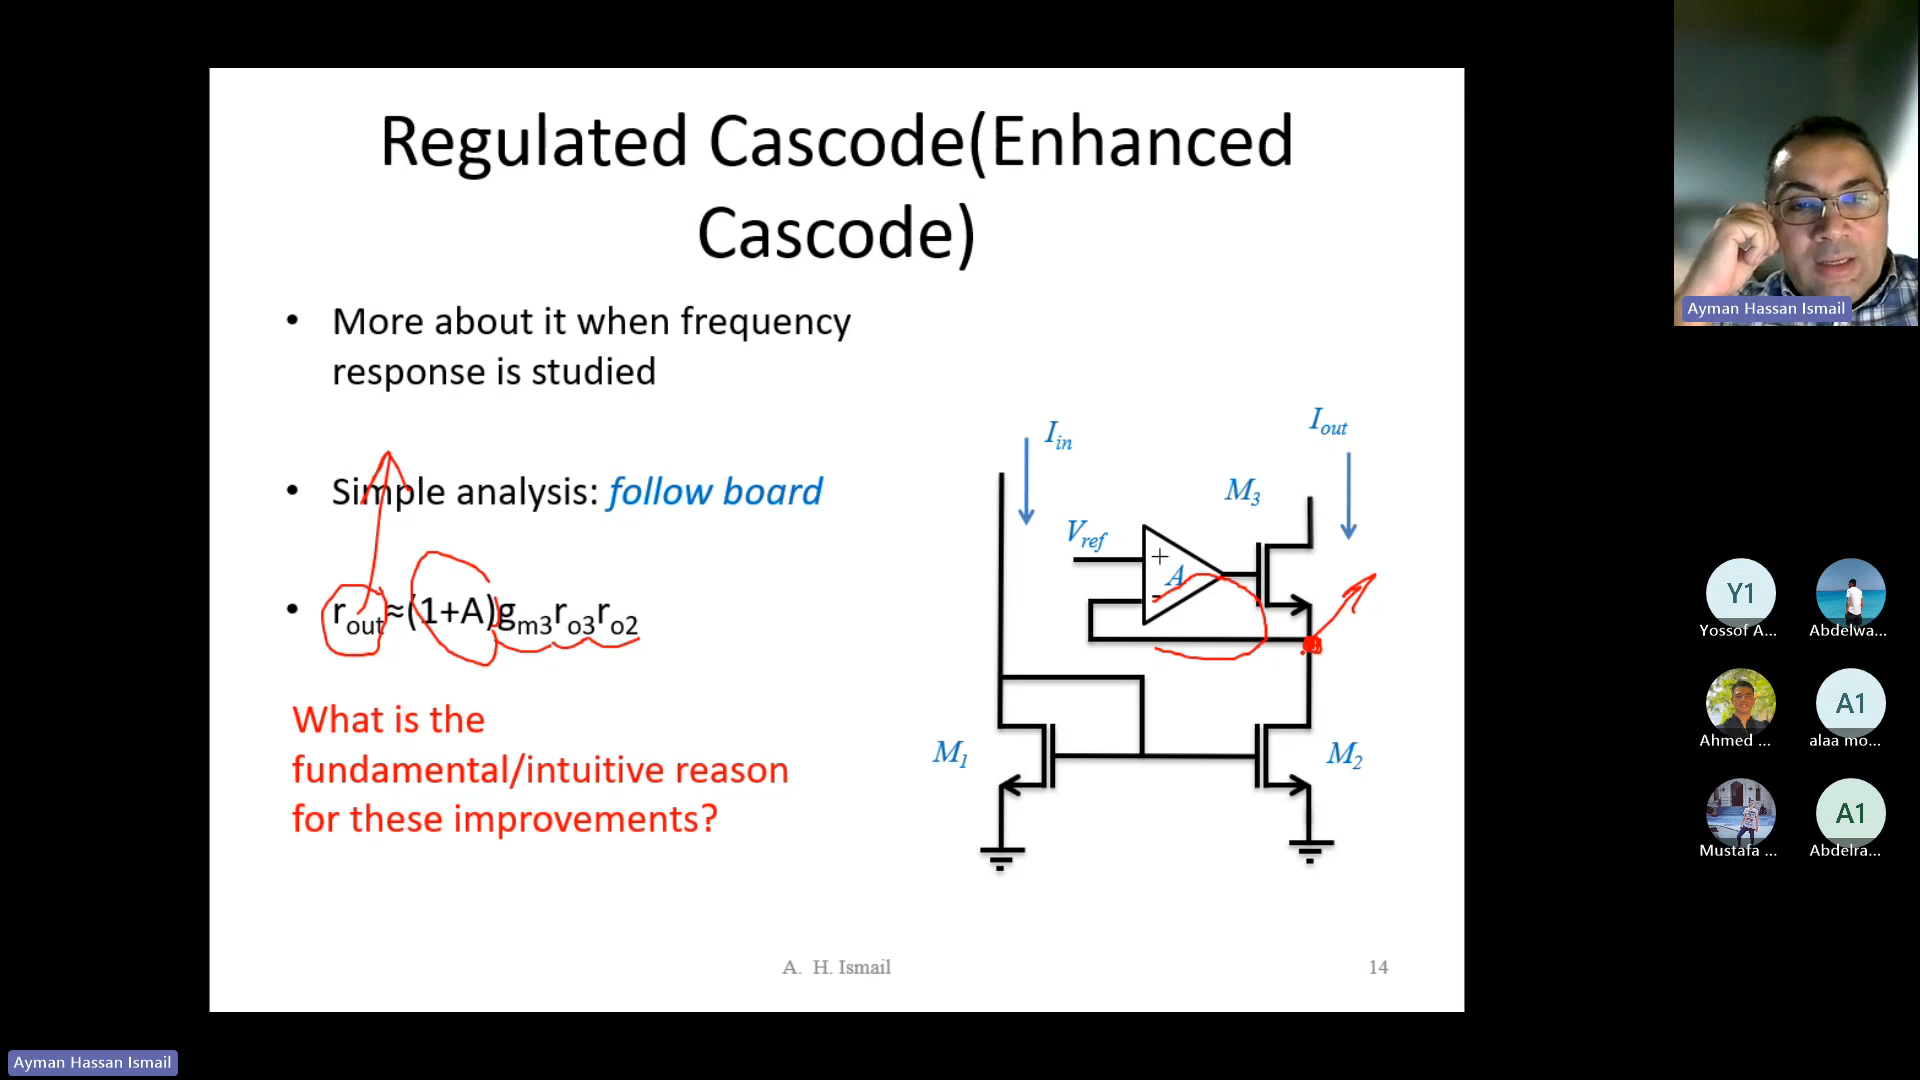 Regulated Cascode(Enhanced
Cascode)
• More about it when frequency
response is studied
• Simple analysis: follow board
• rout≈(1+A)gm3ro3ro2
What is the
fundamental/intuitive reason
for these improvements?
Iin
Iout
M3
Vref
+
A
-
M1
M2
A. H. Ismail
14
Ayman Hassan Ismail
Y1
Yossof A...
Abdelwa...
Ahmed ...
A1
alaa mo...
Mustafa ...
A1
Abdelra...
Ayman Hassan Ismail